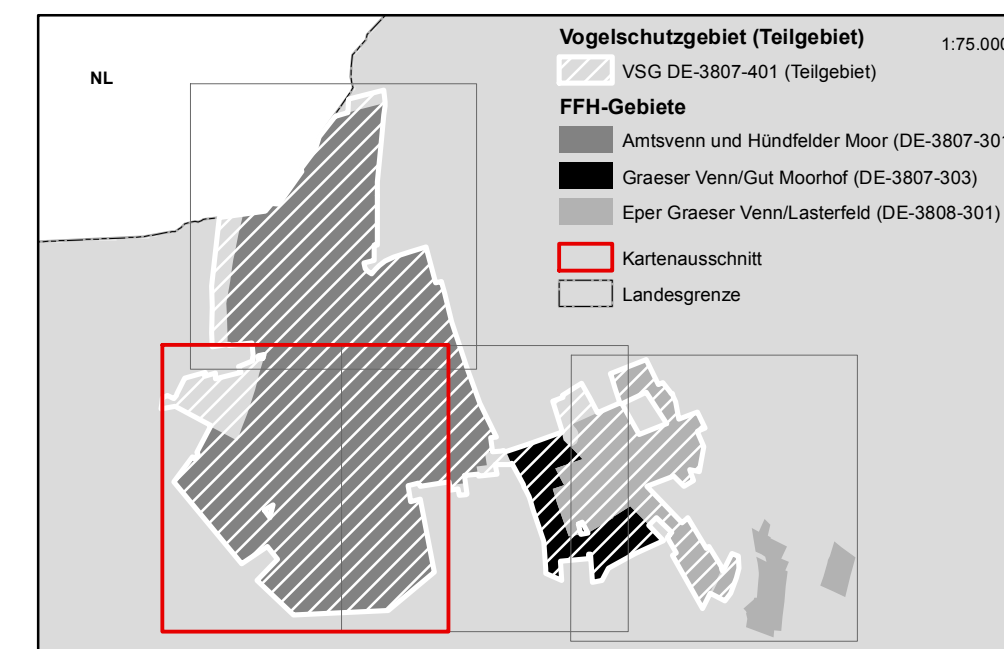 Vogelschutzgebiet (Teilgebiet) 1:75.000
NL
VSG DE-3807-401 (Teilgebiet)
FFH-Gebiete
Amtsvenn und Hündfelder Moor (DE-3807-301
Graeser Venn/Gut Moorhof (DE-3807-303)
Eper Graeser Venn/Lasterfeld (DE-3808-301)
Kartenausschnitt
Landesgrenze